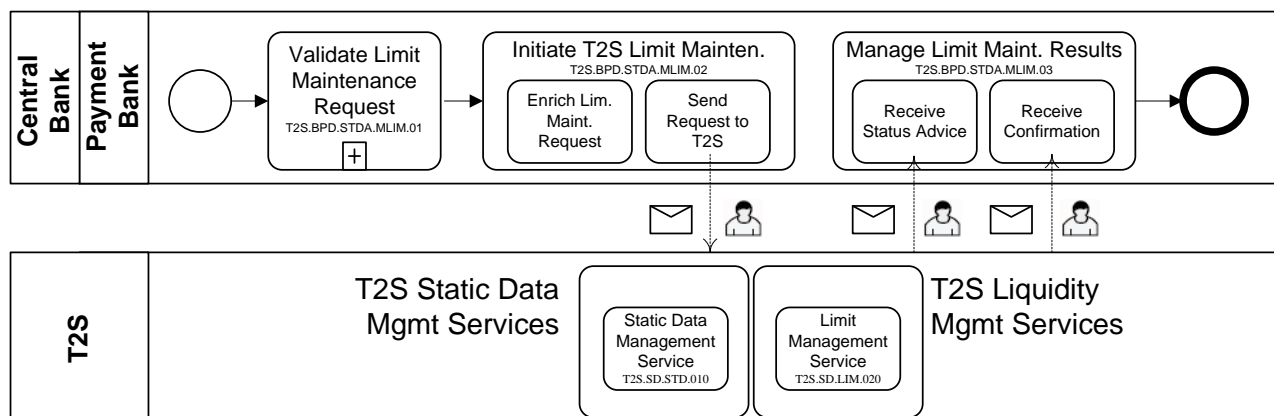 Central
Bank
Payment
Bank
Validate Limit
Maintenance
Request
T2S.BPD.STDA.MLIM.01
+
Initiate T2S Limit Mainten.
T2S.BPD.STDA.MLIM.02
Enrich Lim.
Maint.
Request
Send
Request to
T2S
Manage Limit Maint. Results
T2S.BPD.STDA.MLIM.03
Receive
Status Advice
Receive
Confirmation
T2S
T2S Static Data
Mgmt Services
Static Data
Management
Service
T2S.SD.STD.010
Limit
Management
Service
T2S.SD.LIM.020
T2S Liquidity
Mgmt Services